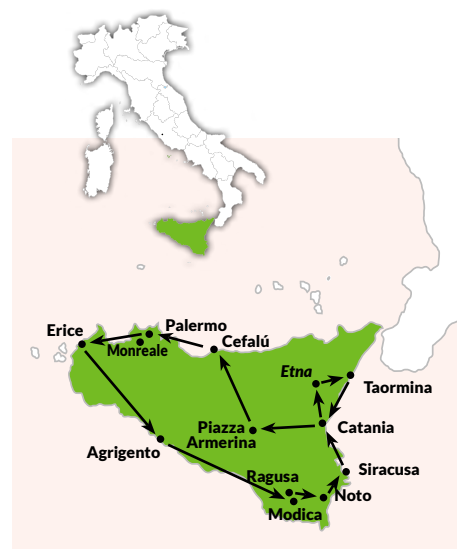 Erice
Palermo
Monreale
Cefalú
Etna
Taormina
Piazza
Armerina
Catania
Agrigento
Siracusa
Ragusa
Noto
Modica